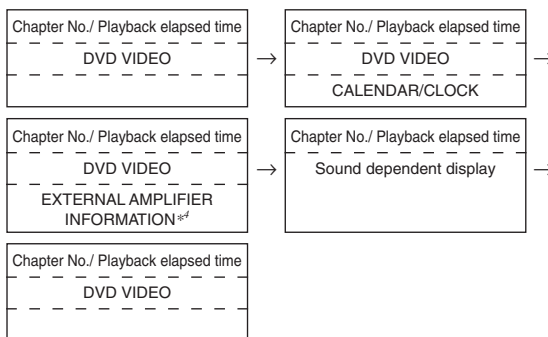 Chapter No./ Playback elapsed time
DVD VIDEO
→
Chapter No./ Playback elapsed time
DVD VIDEO
CALENDAR/CLOCK
→
Chapter No./ Playback elapsed time
DVD VIDEO
EXTERNAL AMPLIFIER
INFORMATION*4
→
Chapter No./ Playback elapsed time
Sound dependent display
→
Chapter No./ Playback elapsed time
DVD VIDEO